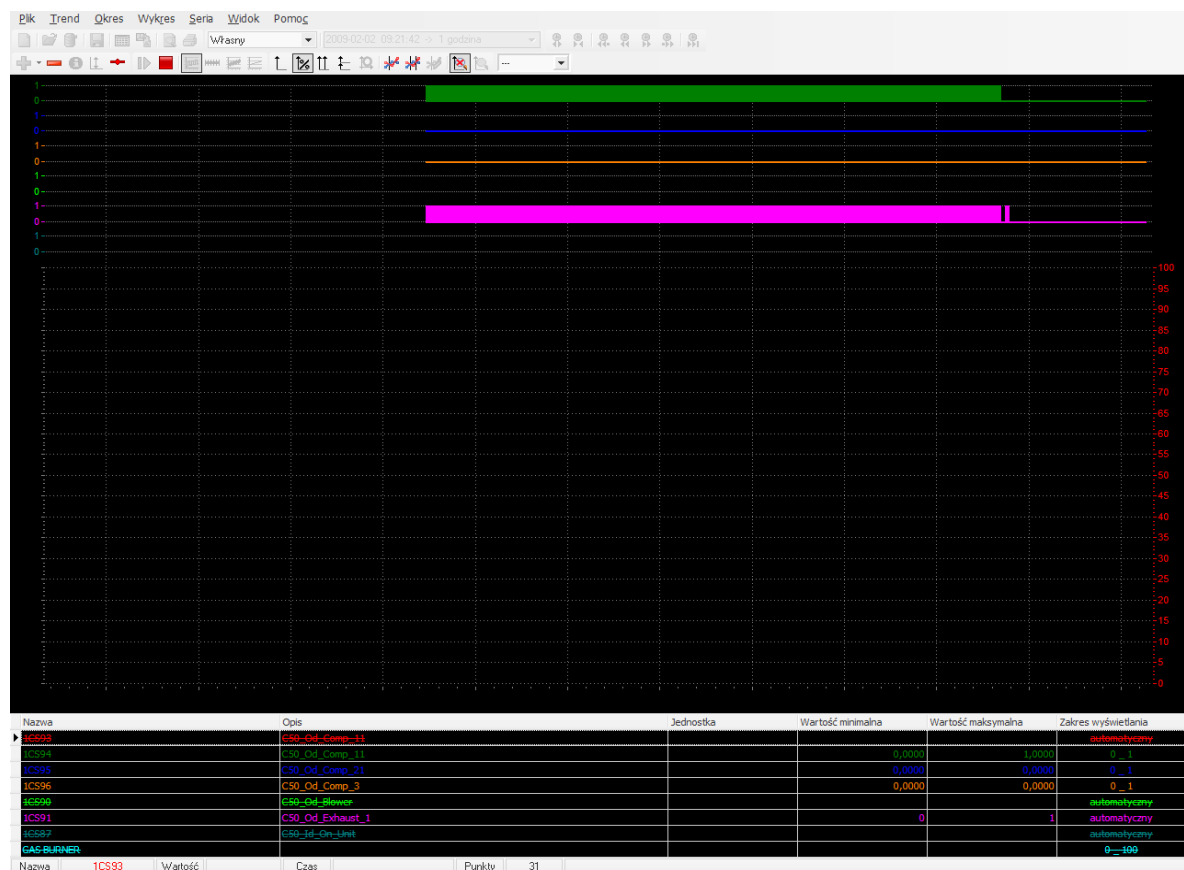 Plik Trend Okres Wykres Seria Widok Pomoc
Własny 2009-02-02 09:21:42 -> 1 godzina
1% ---
1
0
1
0
1
0
1
0
1
0
1
0
100
95
90
85
80
75
70
65
60
55
50
45
40
35
30
25
20
15
10
5
0
Nazwa Opis Jednostka Wartość minimalna Wartość maksymalna Zakres wyświetlania
1CS93 C50_Od_Comp_11 automatyczny
1CS94 C50_Od_Comp_11 0,0000 1,0000 0 _ 1
1CS95 C50_Od_Comp_21 0,0000 0,0000 0 _ 1
1CS96 C50_Od_Comp_3 0,0000 0,0000 0 _ 1
1CS90 C50_Od_Blower automatyczny
1CS91 C50_Od_Exhaust_1 0 1 automatyczny
1CS87 C50_Id_On_Unit automatyczny
GAS BURNER 0 _ 100
Nazwa 1CS93 Wartość Czas Punkty 31